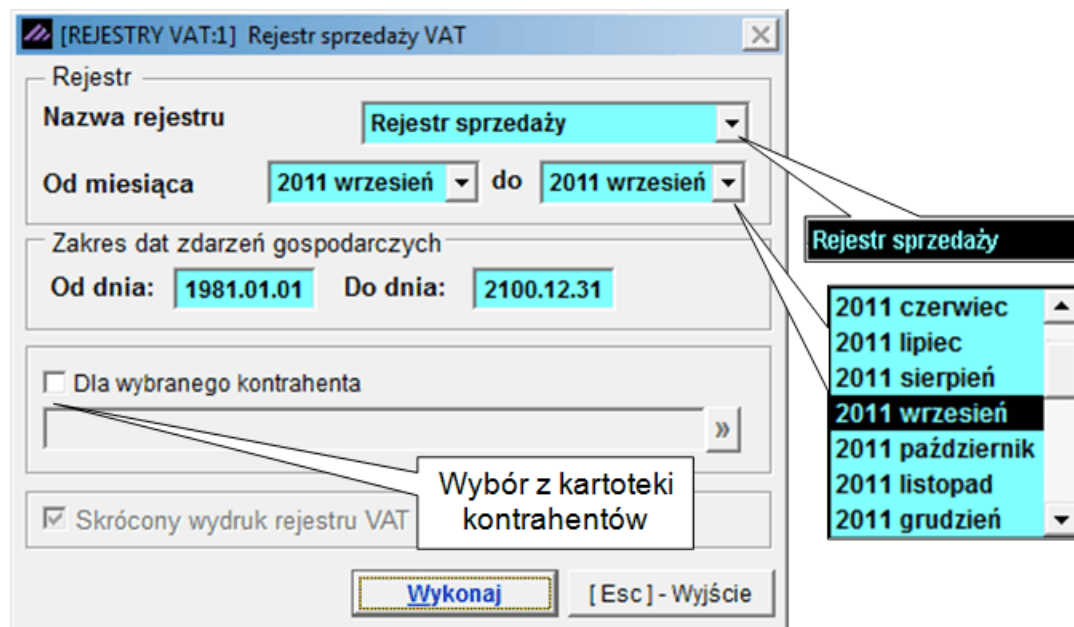 [REJESTRY VAT:1] Rejestr sprzedaży VAT
Rejestr
Nazwa rejestru
Rejestr sprzedaży
Od miesiąca
2011 wrzesień
do
2011 wrzesień
Zakres dat zdarzeń gospodarczych
Od dnia:
1981.01.01
Do dnia:
2100.12.31
Dla wybranego kontrahenta
»
Skrócony wydruk rejestru VAT
Wykonaj
[ Esc ] - Wyjście
Wybór z kartoteki
kontrahentów
Rejestr sprzedaży
2011 czerwiec
2011 lipiec
2011 sierpień
2011 wrzesień
2011 październik
2011 listopad
2011 grudzień